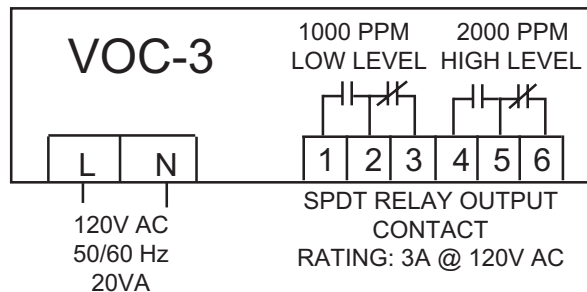 VOC-3
1000 PPM
LOW LEVEL
2000 PPM
HIGH LEVEL
L N
1 2 3 4 5 6
120V AC
50/60 Hz
20VA
SPDT RELAY OUTPUT
CONTACT
RATING: 3A @ 120V AC